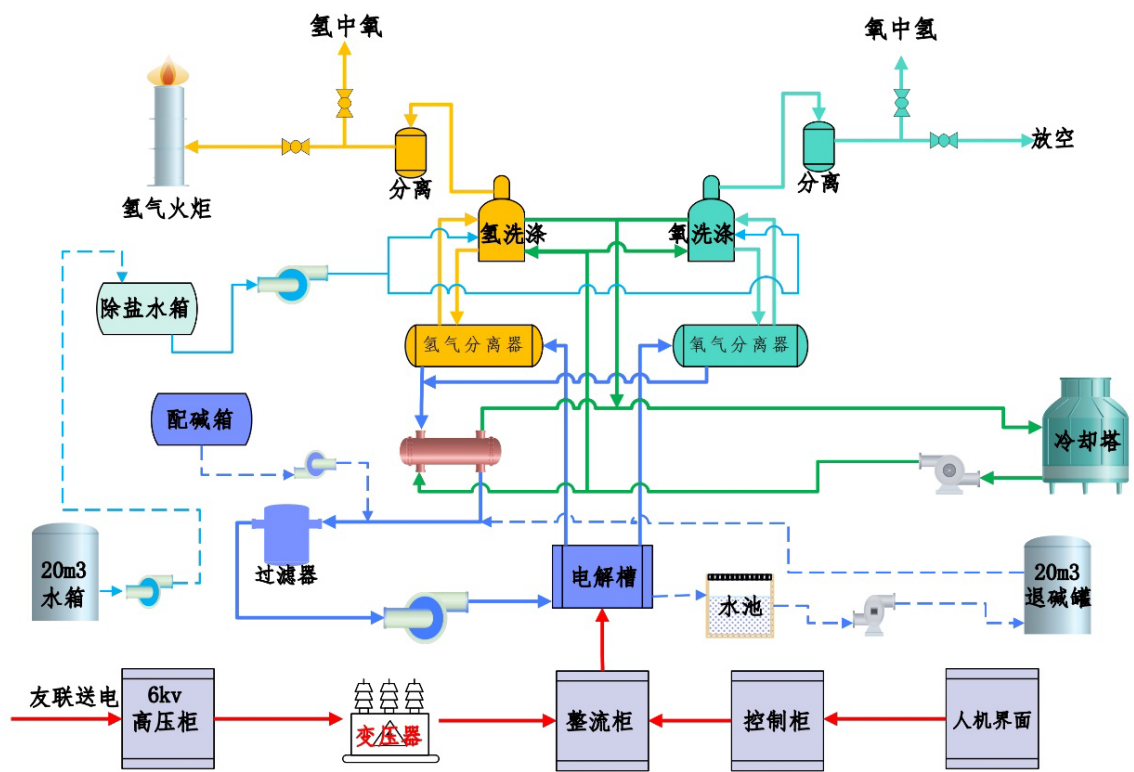 氢中氧
氧中氢
放空
分离
分离
氢气火炬
氢洗涤
氧洗涤
除盐水箱
氢气分离器
氧气分离器
配碱箱
冷却塔
过滤器
20m3
水箱
电解槽
水池
20m3
退碱罐
友联送电
6kv
高压柜
变压器
整流柜
控制柜
人机界面